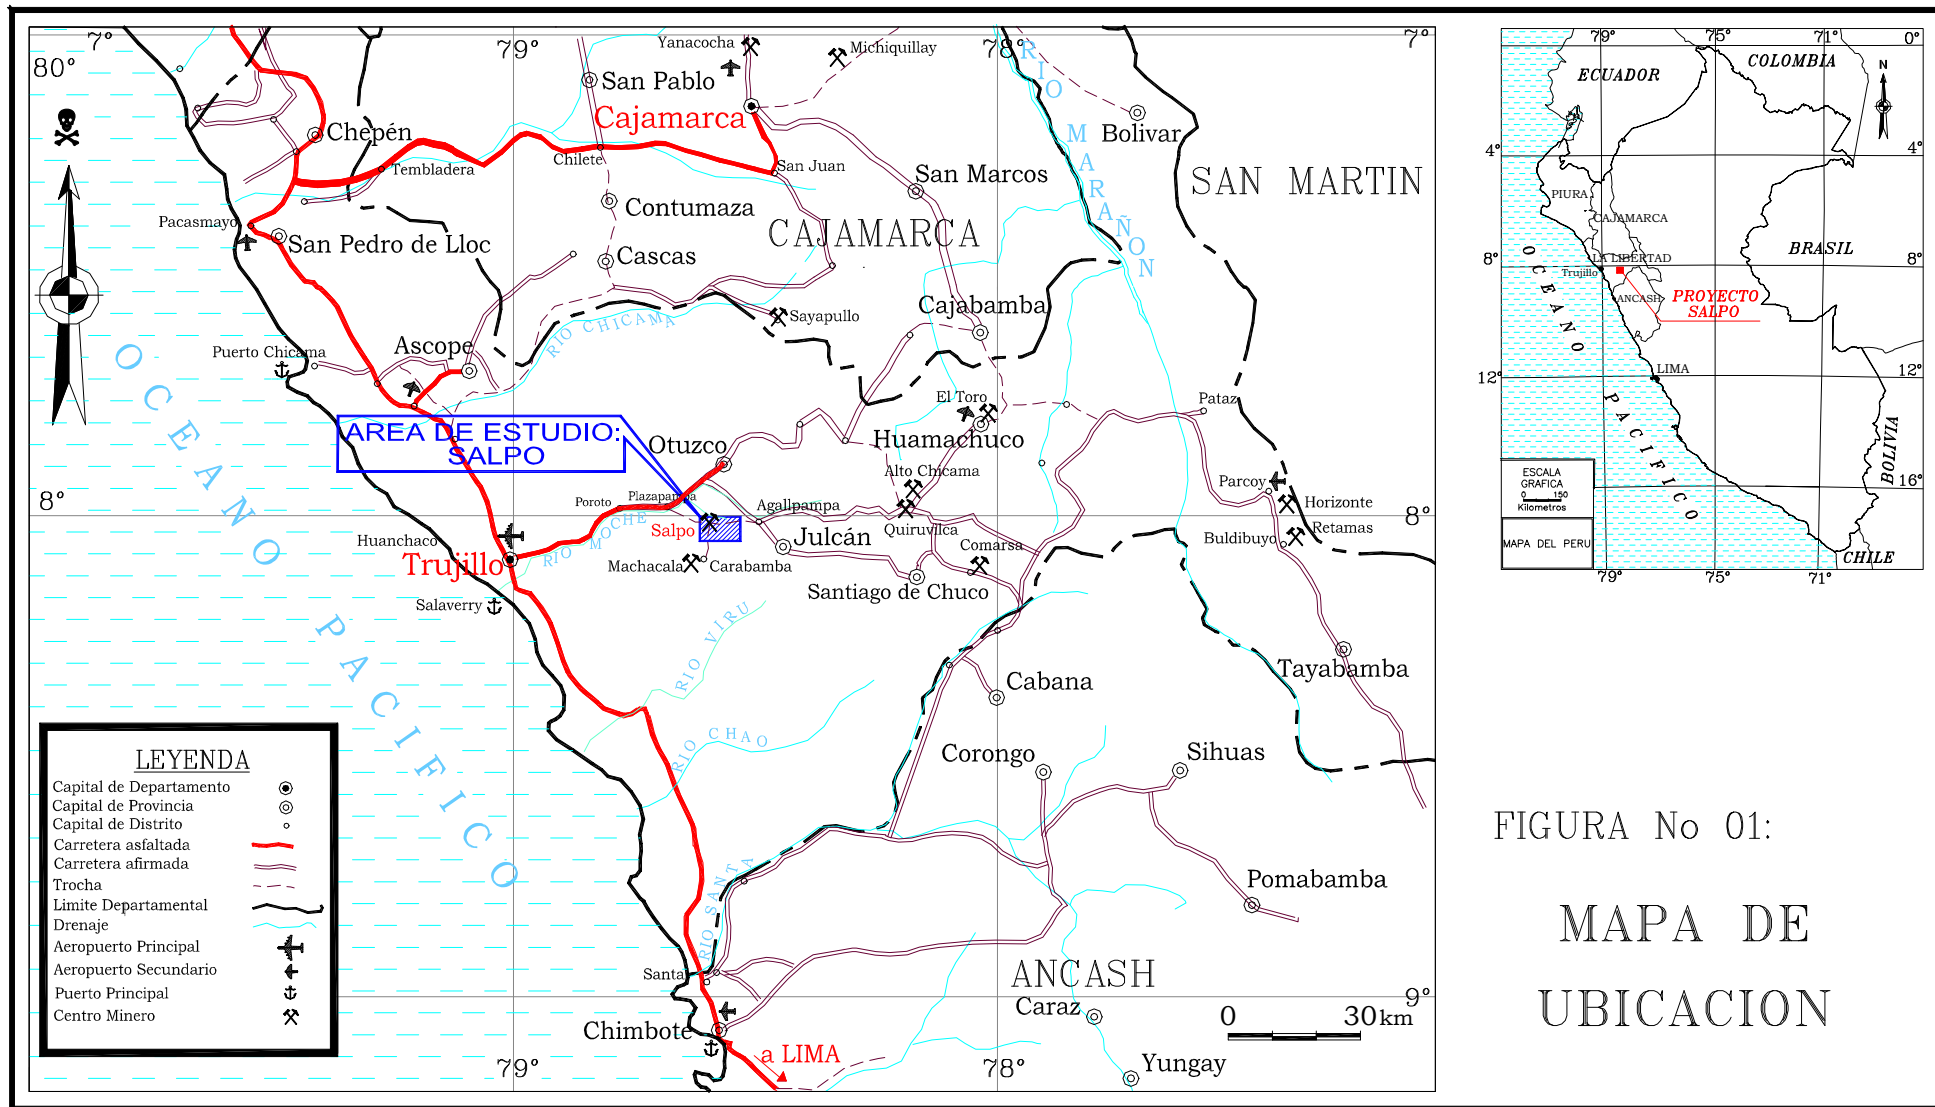 7°
79°
78°
7°
80°
Yanacocha
Michiquillay
San Pablo
Cajamarca
Bolivar
Chepén
Chilete
San Juan
Tembladera
San Marcos
SAN MARTIN
RIO MARAÑON
Contumaza
Pacasmayo
CAJAMARCA
San Pedro de Lloc
Cascas
Cajabamba
Sayapullo
RIO CHICAMA
Puerto Chicama
Ascope
El Toro
Pataz
OCEANO PACIFICO
AREA DE ESTUDIO:
SALPO
Otuzco
Huamachuco
Alto Chicama
Parcoy
Horizonte
8°
Poroto
Plazapampa
Agallpampa
Quiruvilca
8°
Retamas
Salpo
RIO MOCHE
Julcán
Comarsa
Buldibuyo
Huanchaco
Trujillo
Machacala
Carabamba
Santiago de Chuco
Salaverry
RIO VIRU
Tayabamba
Cabana
RIO CHAO
Corongo
Sihuas
Pomabamba
RIO SANTA
Santa
ANCASH
Caraz
9°
Chimbote
0 30km
a LIMA
Yungay
79°
78°
LEYENDA
Capital de Departamento
Capital de Provincia
Capital de Distrito
Carretera asfaltada
Carretera afirmada
Trocha
Limite Departamental
Drenaje
Aeropuerto Principal
Aeropuerto Secundario
Puerto Principal
Centro Minero
79°
75°
71°
0°
ECUADOR
COLOMBIA
N
4°
4°
PIURA
CAJAMARCA
BRASIL
8°
LA LIBERTAD
8°
Trujillo
ANCASH
PROYECTO
SALPO
OCEANO PACIFICO
12°
LIMA
12°
BOLIVIA
ESCALA
GRAFICA
0 150
Kilometros
16°
MAPA DEL PERU
CHILE
79°
75°
71°
FIGURA No 01:
MAPA DE
UBICACION